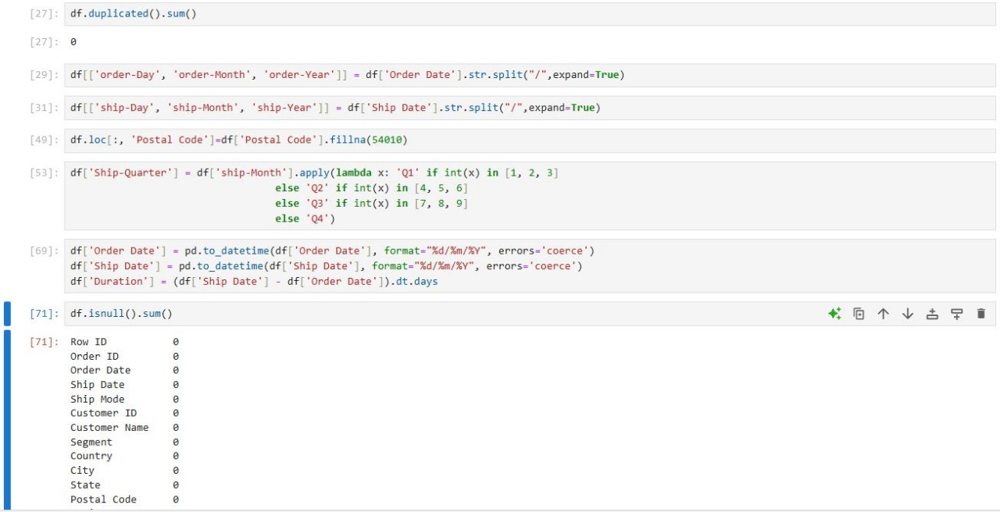 [27]: df.duplicated().sum()
[27]: 0
[29]: df[['order-Day', 'order-Month', 'order-Year']] = df['Order Date'].str.split("/",expand=True)
[31]: df[['ship-Day', 'ship-Month', 'ship-Year']] = df['Ship Date'].str.split("/",expand=True)
[49]: df.loc[:, 'Postal Code']=df['Postal Code'].fillna(54010)
[53]: df['Ship-Quarter'] = df['ship-Month'].apply(lambda x: 'Q1' if int(x) in [1, 2, 3]
else 'Q2' if int(x) in [4, 5, 6]
else 'Q3' if int(x) in [7, 8, 9]
else 'Q4')
[69]: df['Order Date'] = pd.to_datetime(df['Order Date'], format="%d/%m/%Y", errors='coerce')
df['Ship Date'] = pd.to_datetime(df['Ship Date'], format="%d/%m/%Y", errors='coerce')
df['Duration'] = (df['Ship Date'] - df['Order Date']).dt.days
[71]: df.isnull().sum()
[71]: Row ID 0
Order ID 0
Order Date 0
Ship Date 0
Ship Mode 0
Customer ID 0
Customer Name 0
Segment 0
Country 0
City 0
State 0
Postal Code 0